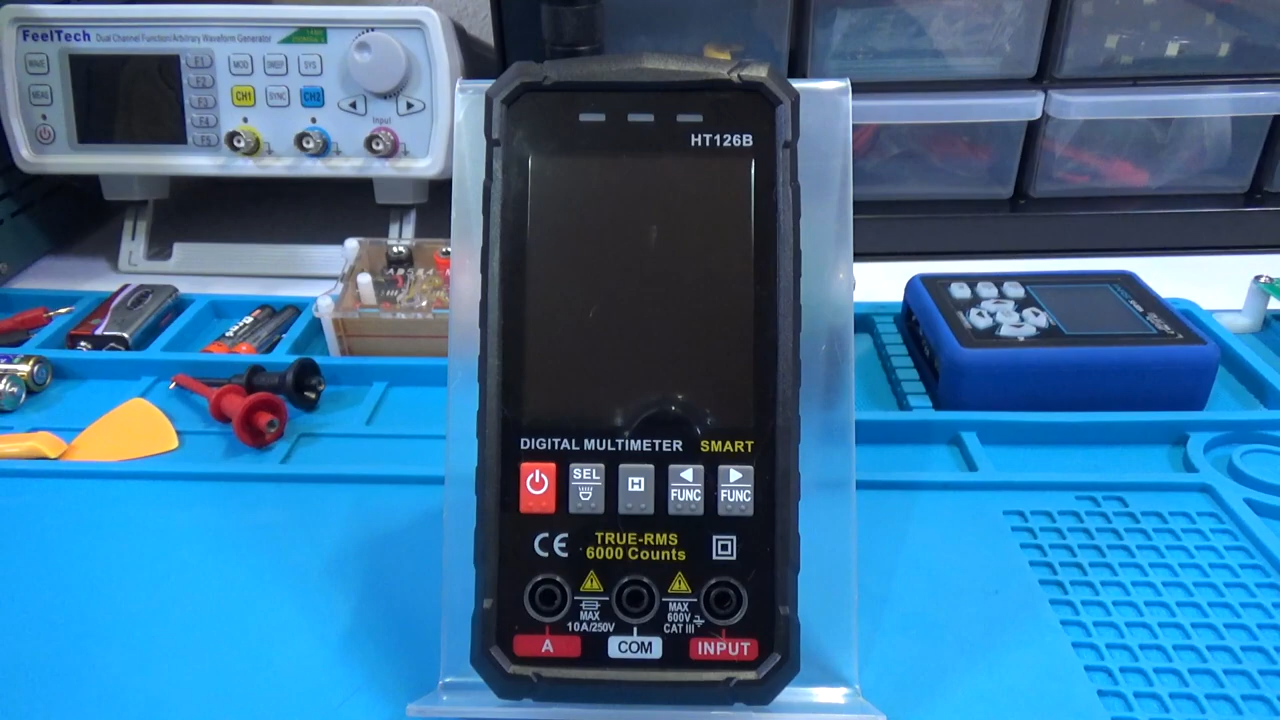 FeelTech Dual Channel Function/Arbitrary Waveform Generator
WAVE
MOD
SWEEP
SYS
F1
F2
MEAS
CH1
SYNC
CH2
F3
F4
F5
Input
HT126B
DIGITAL MULTIMETER SMART
SEL
H
FUNC
FUNC
CE
TRUE-RMS
6000 Counts
MAX
10A/250V
MAX
600V
CAT III
A
COM
INPUT